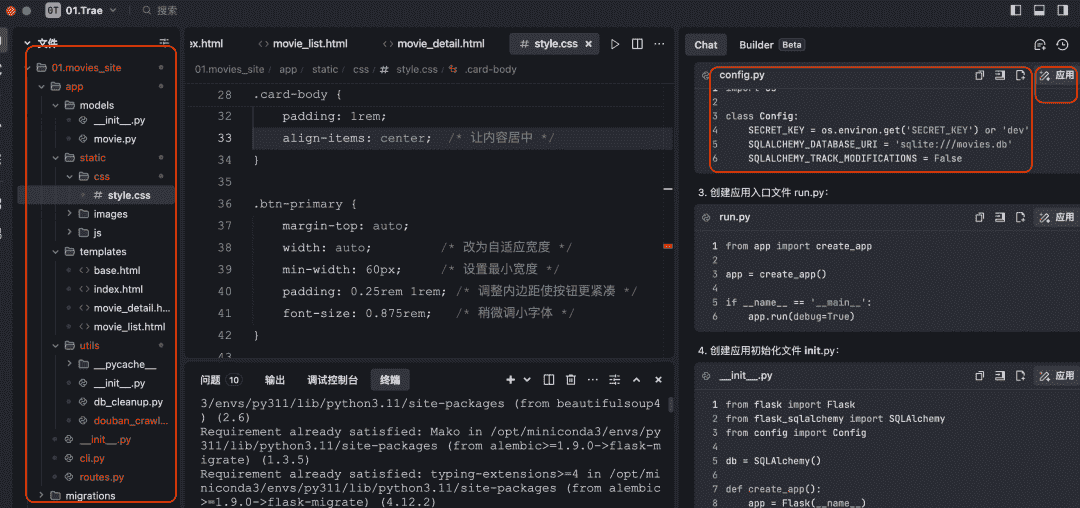 0T 01.Trae 搜索
文件
01.movies_site
app
models
__init__.py
movie.py
static
css
# style.css
images
js
templates
base.html
index.html
movie_detail.h...
movie_list.html
utils
__pycache__
__init__.py
db_cleanup.py
douban_crawl...
__init__.py
cli.py
routes.py
migrations
ex.html <> movie_list.html <> movie_detail.html # style.css ×
01.movies_site › app › static › css › # style.css › .card-body
28 .card-body {
32 padding: 1rem;
33 align-items: center; /* 让内容居中 */
34 }
35
36 .btn-primary {
37 margin-top: auto;
38 width: auto; /* 改为自适应宽度 */
39 min-width: 60px; /* 设置最小宽度 */
40 padding: 0.25rem 1rem; /* 调整内边距使按钮更紧凑 */
41 font-size: 0.875rem; /* 稍微调小字体 */
42 }
43
问题 10 输出 调试控制台 终端
3/envs/py311/lib/python3.11/site-packages (from beautifulsoup4
) (2.6)
Requirement already satisfied: Mako in /opt/miniconda3/envs/py
311/lib/python3.11/site-packages (from alembic>=1.9.0->flask-m
igrate) (1.3.5)
Requirement already satisfied: typing-extensions>=4 in /opt/mi
niconda3/envs/py311/lib/python3.11/site-packages (from alembic
>=1.9.0->flask-migrate) (4.12.2)
Chat Builder Beta
config.py 应用
1 import os
2
3 class Config:
4 SECRET_KEY = os.environ.get('SECRET_KEY') or 'dev'
5 SQLALCHEMY_DATABASE_URI = 'sqlite:///movies.db'
6 SQLALCHEMY_TRACK_MODIFICATIONS = False
3. 创建应用入口文件 run.py：
run.py 应用
1 from app import create_app
2
3 app = create_app()
4
5 if __name__ == '__main__':
6 app.run(debug=True)
4. 创建应用初始化文件 init.py：
__init__.py 应用
1 from flask import Flask
2 from flask_sqlalchemy import SQLAlchemy
3 from config import Config
4
5 db = SQLAlchemy()
6
7 def create_app():
8 app = Flask(__name__)